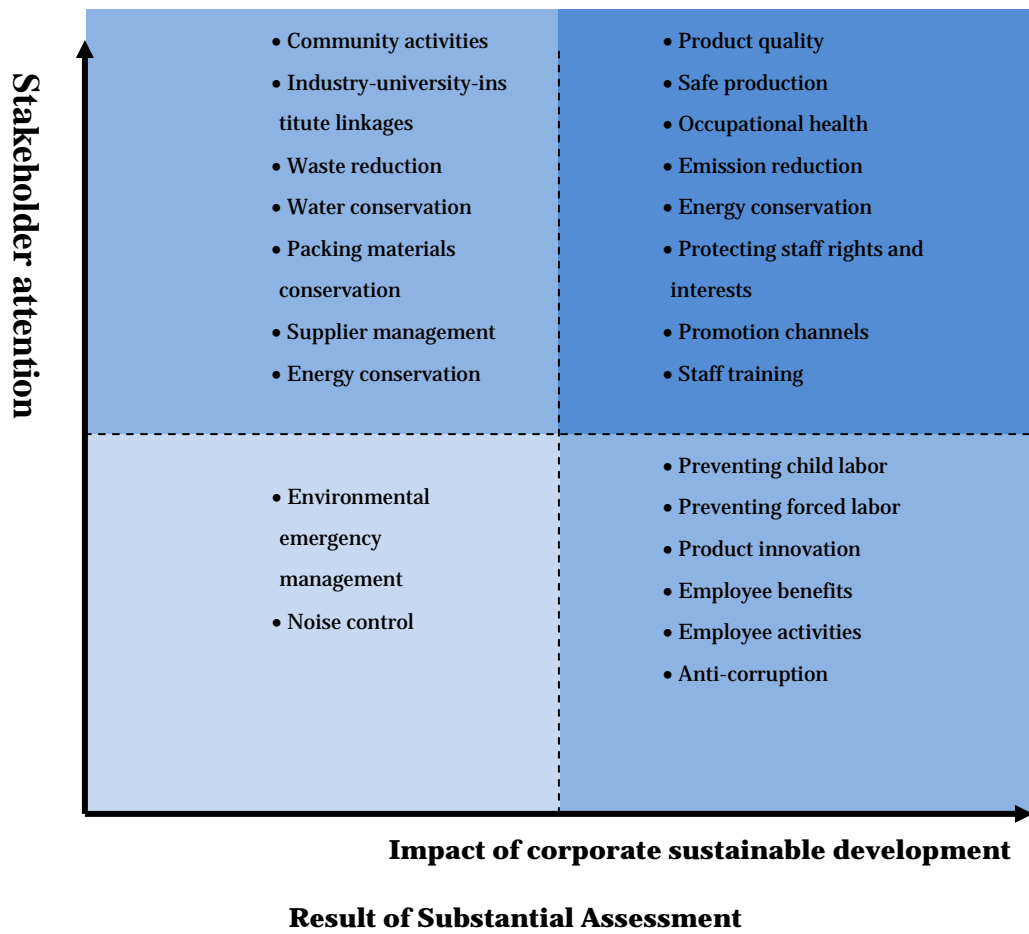 Stakeholder attention
• Community activities
• Industry-university-ins
titute linkages
• Waste reduction
• Water conservation
• Packing materials
conservation
• Supplier management
• Energy conservation
• Product quality
• Safe production
• Occupational health
• Emission reduction
• Energy conservation
• Protecting staff rights and
interests
• Promotion channels
• Staff training
• Environmental
emergency
management
• Noise control
• Preventing child labor
• Preventing forced labor
• Product innovation
• Employee benefits
• Employee activities
• Anti-corruption
Impact of corporate sustainable development
Result of Substantial Assessment